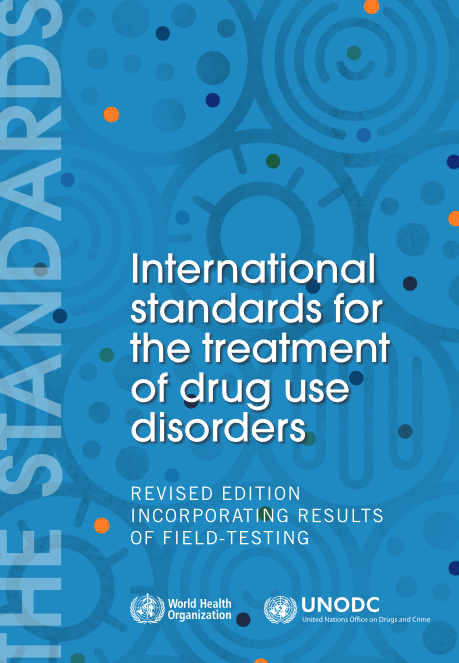 THE STANDARDS
International
standards for
the treatment
of drug use
disorders
REVISED EDITION
INCORPORATING RESULTS
OF FIELD-TESTING
World Health
Organization
UNODC
United Nations Office on Drugs and Crime